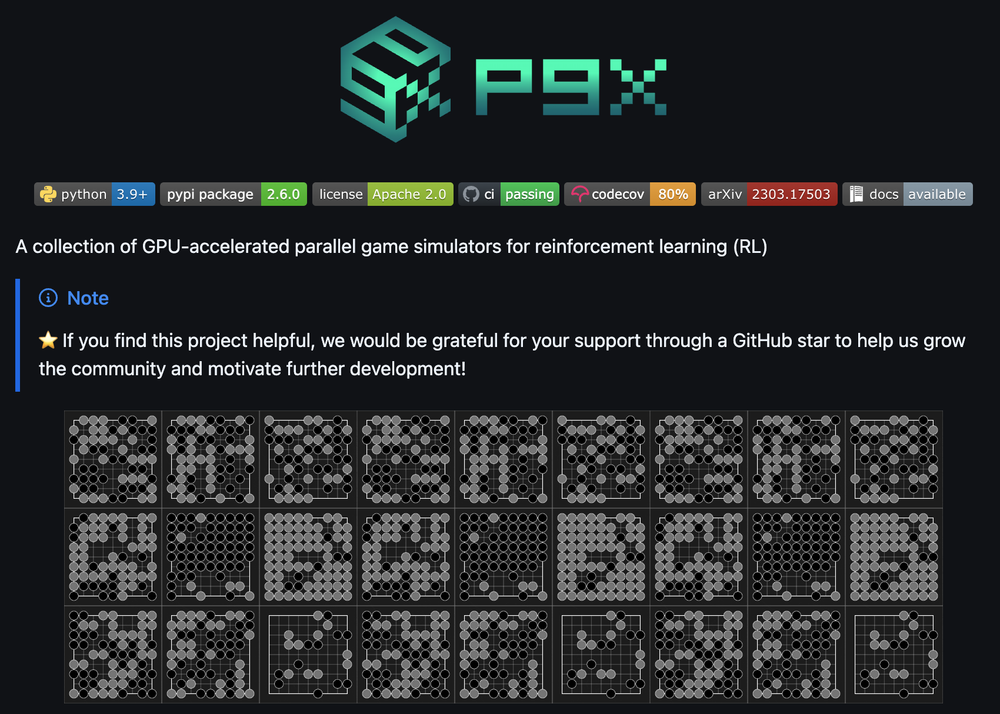 PGX
python 3.9+ pypi package 2.6.0 license Apache 2.0 ci passing codecov 80% arXiv 2303.17503 docs available
A collection of GPU-accelerated parallel game simulators for reinforcement learning (RL)
Note
⭐ If you find this project helpful, we would be grateful for your support through a GitHub star to help us grow
the community and motivate further development!